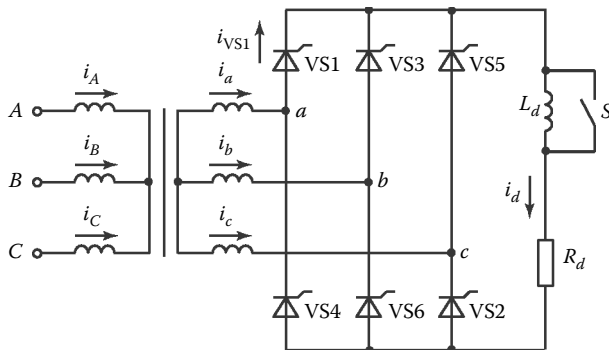 i_VS1
i_A i_a VS1 VS3 VS5
A a L_d S
i_B i_b
B b
i_d
i_C i_c
C c R_d
VS4 VS6 VS2